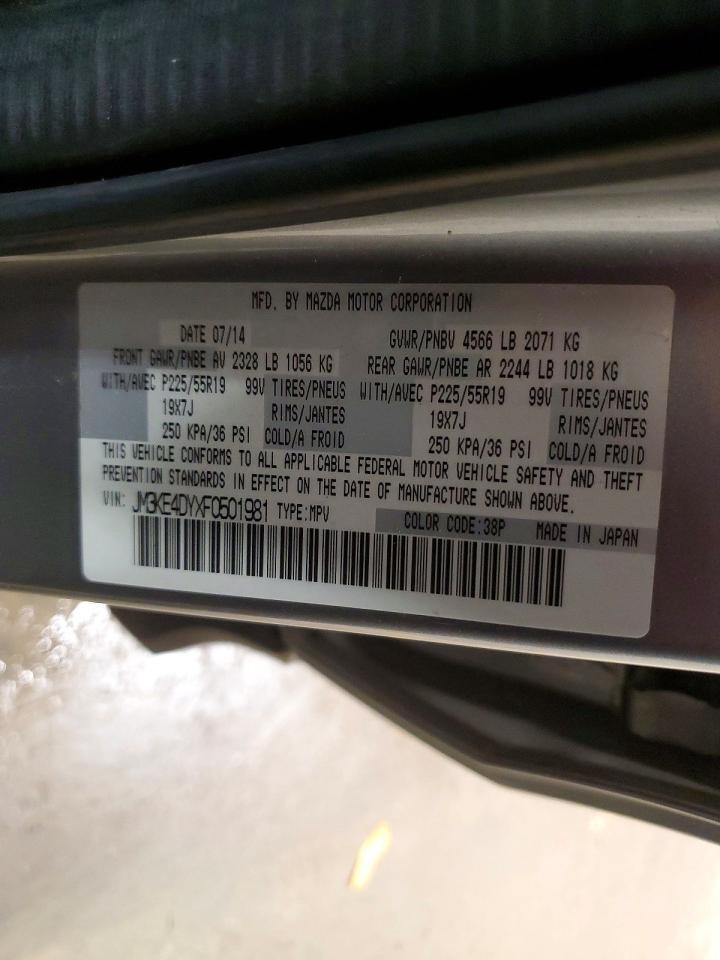 MFD. BY MAZDA MOTOR CORPORATION
DATE 07/14 GVWR/PNBV 4566 LB 2071 KG
FRONT GAWR/PNBE AV 2328 LB 1056 KG REAR GAWR/PNBE AR 2244 LB 1018 KG
WITH/AVEC P225/55R19 99V TIRES/PNEUS WITH/AVEC P225/55R19 99V TIRES/PNEUS
19X7J RIMS/JANTES 19X7J RIMS/JANTES
250 KPA/36 PSI COLD/A FROID 250 KPA/36 PSI COLD/A FROID
THIS VEHICLE CONFORMS TO ALL APPLICABLE FEDERAL MOTOR VEHICLE SAFETY AND THEFT
PREVENTION STANDARDS IN EFFECT ON THE DATE OF MANUFACTURE SHOWN ABOVE.
VIN: JM3KE4DYXF0501981 TYPE:MPV COLOR CODE:38P MADE IN JAPAN